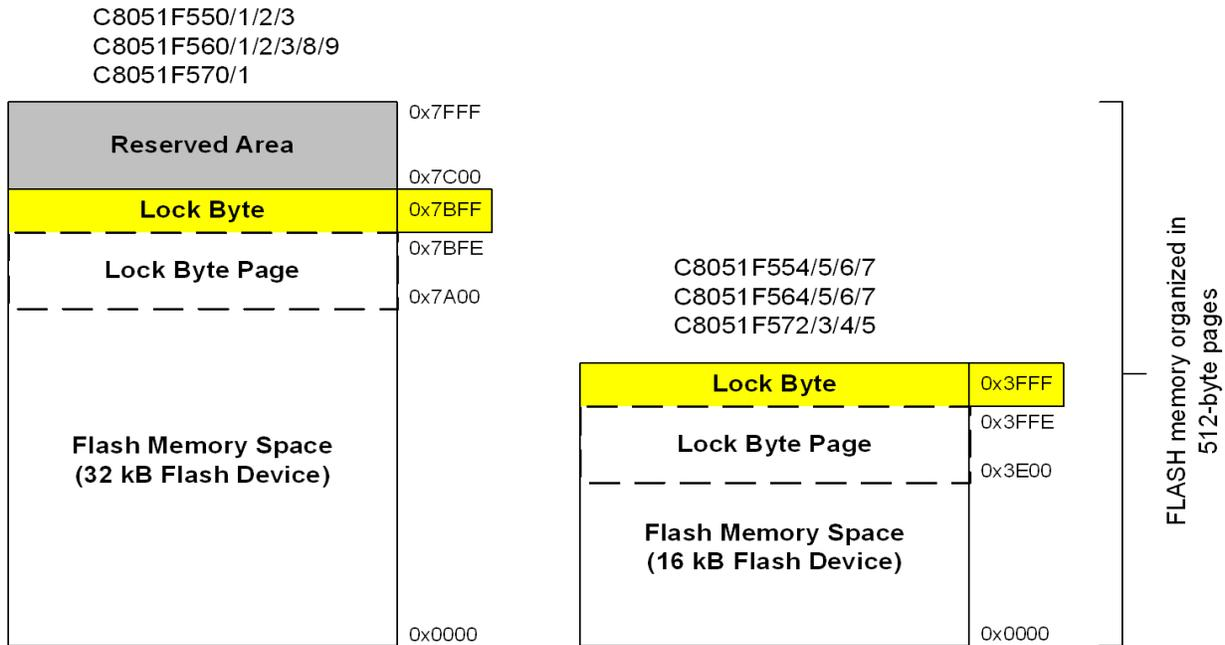 C8051F550/1/2/3
C8051F560/1/2/3/8/9
C8051F570/1
Reserved Area
0x7FFF
0x7C00
Lock Byte
0x7BFF
Lock Byte Page
0x7BFE
0x7A00
Flash Memory Space
(32 kB Flash Device)
0x0000
C8051F554/5/6/7
C8051F564/5/6/7
C8051F572/3/4/5
Lock Byte
0x3FFF
Lock Byte Page
0x3FFE
0x3E00
Flash Memory Space
(16 kB Flash Device)
0x0000
FLASH memory organized in
512-byte pages